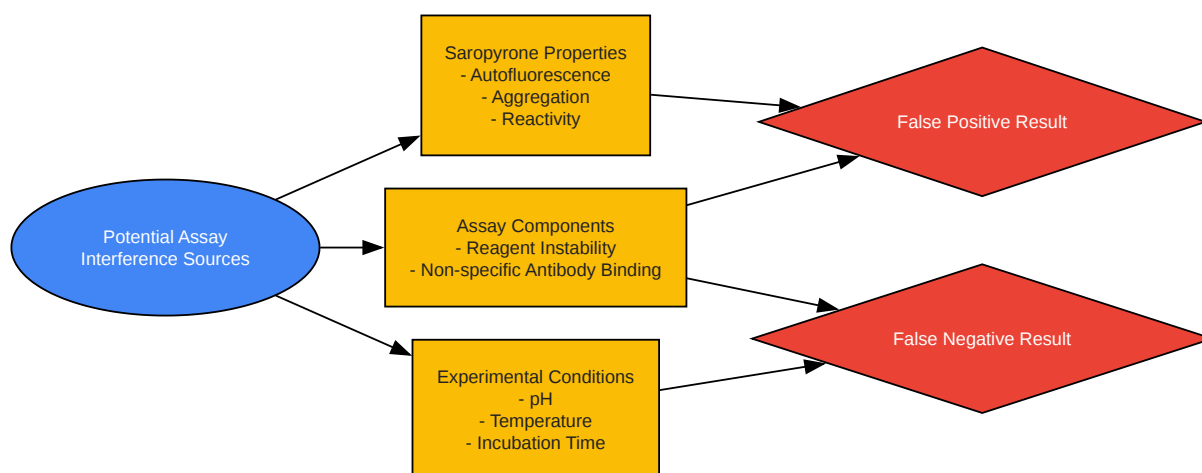 Potential Assay
Interference Sources
Saropyrone Properties
- Autofluorescence
- Aggregation
- Reactivity
Assay Components
- Reagent Instability
- Non-specific Antibody Binding
Experimental Conditions
- pH
- Temperature
- Incubation Time
False Positive Result
False Negative Result